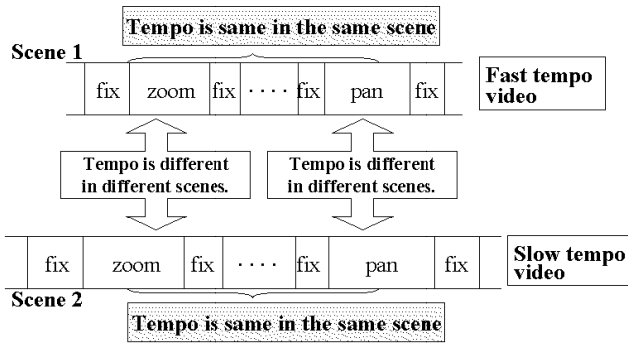 Tempo is same in the same scene
Scene 1
fix zoom fix ···· fix pan fix
Fast tempo
video
Tempo is different
in different scenes.
Tempo is different
in different scenes.
fix zoom fix ···· fix pan fix
Slow tempo
video
Scene 2
Tempo is same in the same scene